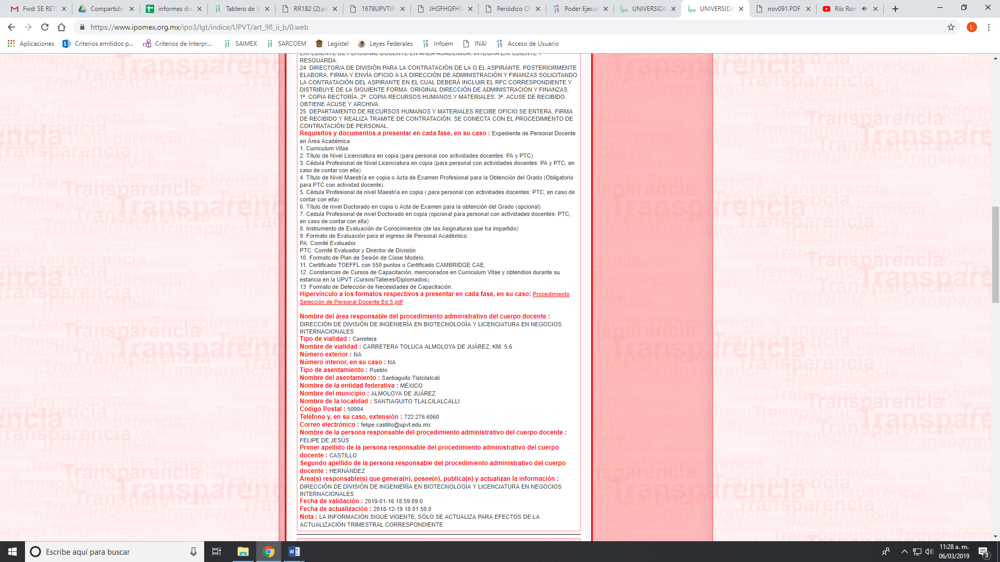 Fwd: SE RETI
Compartido
informes dia
Tablero de S
RR182 (2).pd
1678UPVTIP
JHGFHGFHG
Periódico Of
Poder Ejecut
UNIVERSIDA
UNIVERSIDA
nov091.PDF
Río Rom
https://www.ipomex.org.mx/ipo3/lgt/indice/UPVT/art_98_ii_b/0.web
L
Aplicaciones
Criterios emitidos p...
Criterios de Interpr...
SAIMEX
SARCOEM
Legistel
Leyes Federales
Infoem
INAI
Acceso de Usuario
EXPEDIENTE DE PERSONAL DOCENTE EN ÁREA ACADÉMICA, INTEGRA EXPEDIENTE Y
RESGUARDA.
24. DIRECTOR/A DE DIVISIÓN PARA LA CONTRATACIÓN DE LA O EL ASPIRANTE. POSTERIORMENTE
ELABORA, FIRMA Y ENVÍA OFICIO A LA DIRECCIÓN DE ADMINISTRACIÓN Y FINANZAS SOLICITANDO
LA CONTRATACIÓN DEL ASPIRANTE EN EL CUAL DEBERÁ INCLUIR EL RFC CORRESPONDIENTE Y
DISTRIBUYE DE LA SIGUIENTE FORMA: ORIGINAL DIRECCIÓN DE ADMINISTRACIÓN Y FINANZAS.
1ª. COPIA RECTORÍA. 2ª. COPIA RECURSOS HUMANOS Y MATERIALES. 3ª. ACUSE DE RECIBIDO.
OBTIENE ACUSE Y ARCHIVA.
25. DEPARTAMENTO DE RECURSOS HUMANOS Y MATERIALES RECIBE OFICIO SE ENTERA, FIRMA
DE RECIBIDO Y REALIZA TRAMITE DE CONTRATACIÓN. SE CONECTA CON EL PROCEDIMIENTO DE
CONTRATACIÓN DE PERSONAL.
Requisitos y documentos a presentar en cada fase, en su caso : Expediente de Personal Docente
en Área Académica
1. Curriculum Vitae
2. Título de Nivel Licenciatura en copia (para personal con actividades docentes: PA y PTC)
3. Cédula Profesional de Nivel Licenciatura en copia (para personal con actividades docentes: PA y PTC, en
caso de contar con ella)
4. Título de Nivel Maestría en copia o Acta de Examen Profesional para la Obtención del Grado (Obligatorio
para PTC con actividad docente).
5. Cédula Profesional de nivel Maestría en copia ( para personal con actividades docentes: PTC, en caso de
contar con ella)
6. Título de nivel Doctorado en copia o Acta de Examen para la obtención del Grado (opcional)
7. Cedula Profesional de nivel Doctorado en copia (opcional para personal con actividades docentes: PTC,
en caso de contar con ella)
8. Instrumento de Evaluación de Conocimientos (de las Asignaturas que ha impartido)
9. Formato de Evaluación para el ingreso de Personal Académico.
PA: Comité Evaluador
PTC: Comité Evaluador y Director de División
10. Formato de Plan de Sesión de Clase Modelo.
11. Certificado TOEFFL con 550 puntos o Certificado CAMBRIDGE CAE.
12. Constancias de Cursos de Capacitación, mencionados en Curriculum Vitae y obtendios durante su
estancia en la UPVT (Cursos/Talleres/Diplomados).
13. Formato de Detección de Necesidades de Capacitación.
Hipervínculo a los formatos respectivos a presentar en cada fase, en su caso: Procedimiento
Selección de Personal Docente Ed.5.pdf
Nombre del área responsable del procedimiento administrativo del cuerpo docente :
DIRECCIÓN DE DIVISIÓN DE INGENIERÍA EN BIOTECNOLOGÍA Y LICENCIATURA EN NEGOCIOS
INTERNACIONALES
Tipo de vialidad : Carretera
Nombre de vialidad : CARRETERA TOLUCA ALMOLOYA DE JUÁREZ, KM. 5.6
Número exterior : NA
Número interior, en su caso : NA
Tipo de asentamiento : Pueblo
Nombre del asentamiento : Santiaguito Tlalcilalcali
Nombre de la entidad federativa : MÉXICO
Nombre del municipio : ALMOLOYA DE JUÁREZ
Nombre de la localidad : SANTIAGUITO TLALCILALCALLI
Código Postal : 50904
Teléfono y, en su caso, extensión : 722 276 6060
Correo electrónico : felipe.castillo@upvt.edu.mx
Nombre de la persona responsable del procedimiento administrativo del cuerpo docente :
FELIPE DE JESÚS
Primer apellido de la persona responsable del procedimiento administrativo del cuerpo
docente : CASTILLO
Segundo apellido de la persona responsable del procedimiento administrativo del cuerpo
docente : HERNÁNDEZ
Área(s) responsable(s) que genera(n), posee(n), publica(n) y actualizan la información :
DIRECCIÓN DE DIVISIÓN DE INGENIERÍA EN BIOTECNOLOGÍA Y LICENCIATURA EN NEGOCIOS
INTERNACIONALES
Fecha de validación : 2019-01-16 18:59:09.0
Fecha de actualización : 2018-12-19 18:01:50.0
Nota : LA INFORMACIÓN SIGUE VIGENTE, SÓLO SE ACTUALIZA PARA EFECTOS DE LA
ACTUALIZACIÓN TRIMESTRAL CORRESPONDIENTE
Escribe aquí para buscar
11:28 a. m.
06/03/2019
3